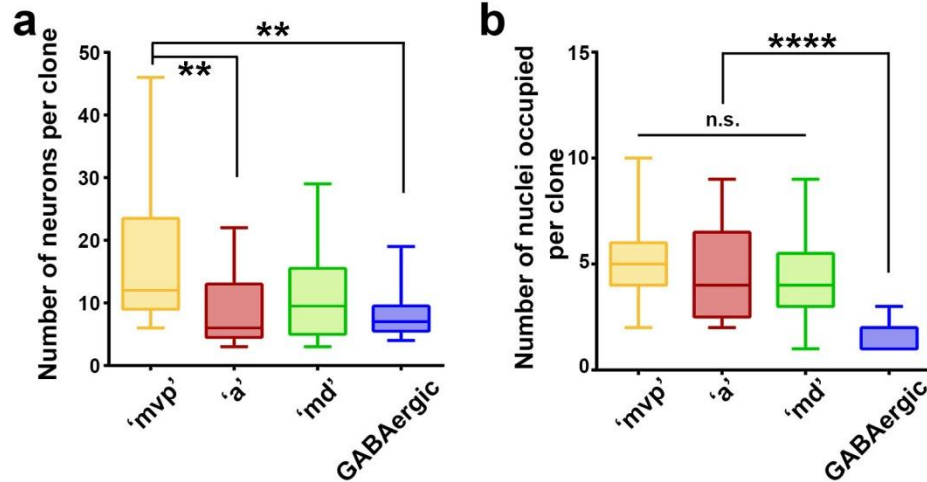 a
Number of neurons per clone
50
40
30
20
10
0
**
**
‘mvp’
‘a’
‘md’
GABAergic
b
Number of nuclei occupied
per clone
15
10
5
0
****
n.s.
‘mvp’
‘a’
‘md’
GABAergic